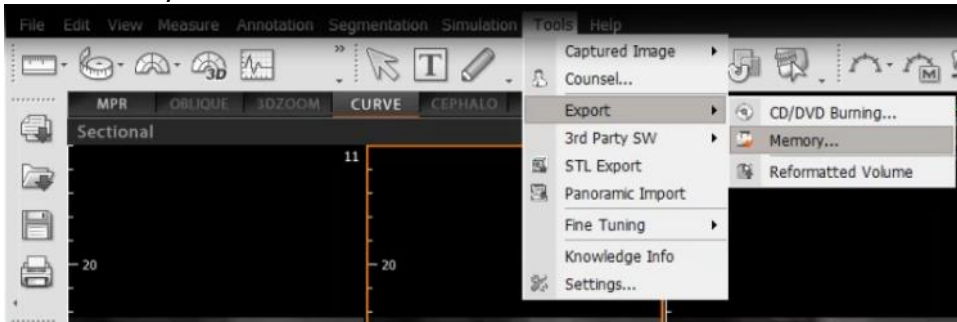 File Edit View Measure Annotation Segmentation Simulation Tools Help
3D
T
M
MPR OBLIQUE 3DZOOM CURVE CEPHALO
Sectional
11
20
20
Captured Image
Counsel...
Export
3rd Party SW
STL Export
Panoramic Import
Fine Tuning
Knowledge Info
Settings...
CD/DVD Burning...
Memory...
Reformatted Volume